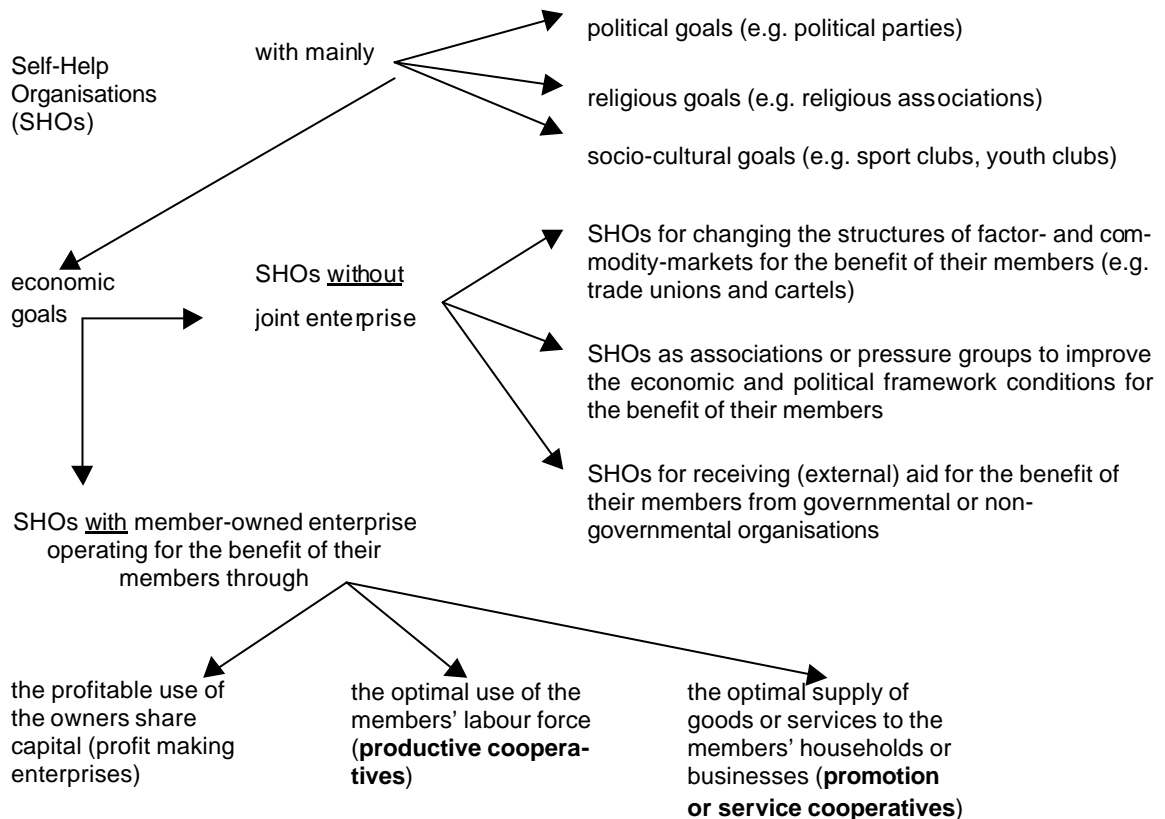 Self-Help
Organisations
(SHOs)
with mainly
political goals (e.g. political parties)
religious goals (e.g. religious associations)
socio-cultural goals (e.g. sport clubs, youth clubs)
economic
goals
SHOs without
joint enterprise
SHOs for changing the structures of factor- and com-
modity-markets for the benefit of their members (e.g.
trade unions and cartels)
SHOs as associations or pressure groups to improve
the economic and political framework conditions for
the benefit of their members
SHOs for receiving (external) aid for the benefit of
their members from governmental or non-
governmental organisations
SHOs with member-owned enterprise
operating for the benefit of their
members through
the profitable use of
the owners share
capital (profit making
enterprises)
the optimal use of the
members' labour force
(productive coopera-
tives)
the optimal supply of
goods or services to the
members' households or
businesses (promotion
or service cooperatives)